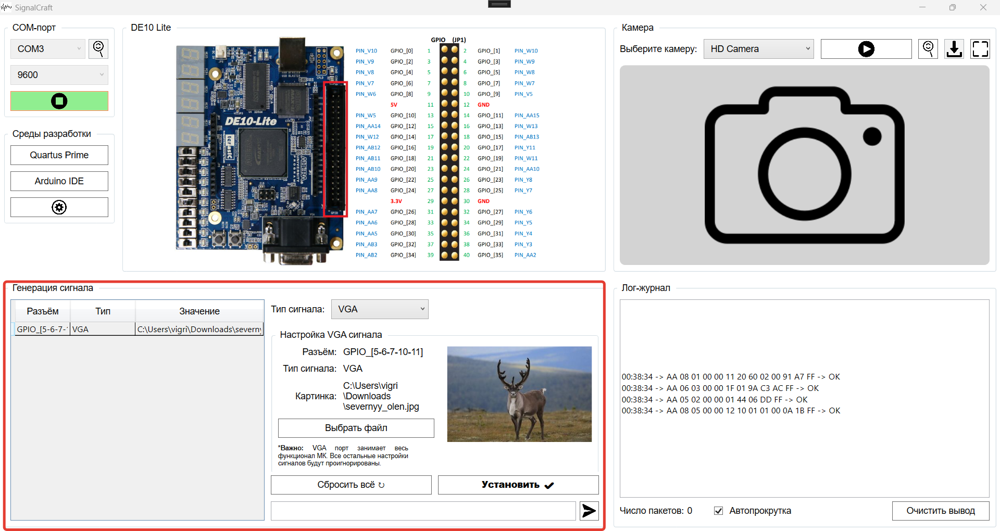 SignalCraft
COM-порт
COM3
9600
Среды разработки
Quartus Prime
Arduino IDE
DE10 Lite
DE10-Lite
terasic
GPIO (JP1)
PIN_V10 GPIO_[0] 1 2 GPIO_[1] PIN_W10
PIN_V9 GPIO_[2] 3 4 GPIO_[3] PIN_W9
PIN_V8 GPIO_[4] 5 6 GPIO_[5] PIN_W8
PIN_V7 GPIO_[6] 7 8 GPIO_[7] PIN_W7
PIN_W6 GPIO_[8] 9 10 GPIO_[9] PIN_V5
5V 11 12 GND
PIN_W5 GPIO_[10] 13 14 GPIO_[11] PIN_AA15
PIN_AA14 GPIO_[12] 15 16 GPIO_[13] PIN_W13
PIN_W12 GPIO_[14] 17 18 GPIO_[15] PIN_AB13
PIN_AB12 GPIO_[16] 19 20 GPIO_[17] PIN_Y11
PIN_AB11 GPIO_[18] 21 22 GPIO_[19] PIN_W11
PIN_AB10 GPIO_[20] 23 24 GPIO_[21] PIN_AA10
PIN_AA9 GPIO_[22] 25 26 GPIO_[23] PIN_Y8
PIN_AA8 GPIO_[24] 27 28 GPIO_[25] PIN_Y7
3.3V 29 30 GND
PIN_AA7 GPIO_[26] 31 32 GPIO_[27] PIN_Y6
PIN_AA6 GPIO_[28] 33 34 GPIO_[29] PIN_Y5
PIN_AA5 GPIO_[30] 35 36 GPIO_[31] PIN_Y4
PIN_AB3 GPIO_[32] 37 38 GPIO_[33] PIN_Y3
PIN_AB2 GPIO_[34] 39 40 GPIO_[35] PIN_AA2
Камера
Выберите камеру: HD Camera
Генерация сигнала
Разъём Тип Значение
GPIO_[5-6-7- VGA C:\Users\vigri\Downloads\severny
Тип сигнала: VGA
Настройка VGA сигнала
Разъём: GPIO_[5-6-7-10-11]
Тип сигнала: VGA
Картинка: C:\Users\vigri
\Downloads
\severnyy_olen.jpg
Выбрать файл
*Важно: VGA порт занимает весь
функционал МК. Все остальные настройки
сигналов будут проигнорированы.
Сбросить всё ↻
Установить ✔
Лог-журнал
00:38:34 -> AA 08 01 00 00 11 20 60 02 00 91 A7 FF -> OK
00:38:34 -> AA 06 03 00 00 1F 01 9A C3 AC FF -> OK
00:38:34 -> AA 05 02 00 00 01 44 06 DD FF -> OK
00:38:34 -> AA 08 05 00 00 12 10 01 01 00 0A 1B FF -> OK
Число пакетов: 0
Автопрокрутка
Очистить вывод